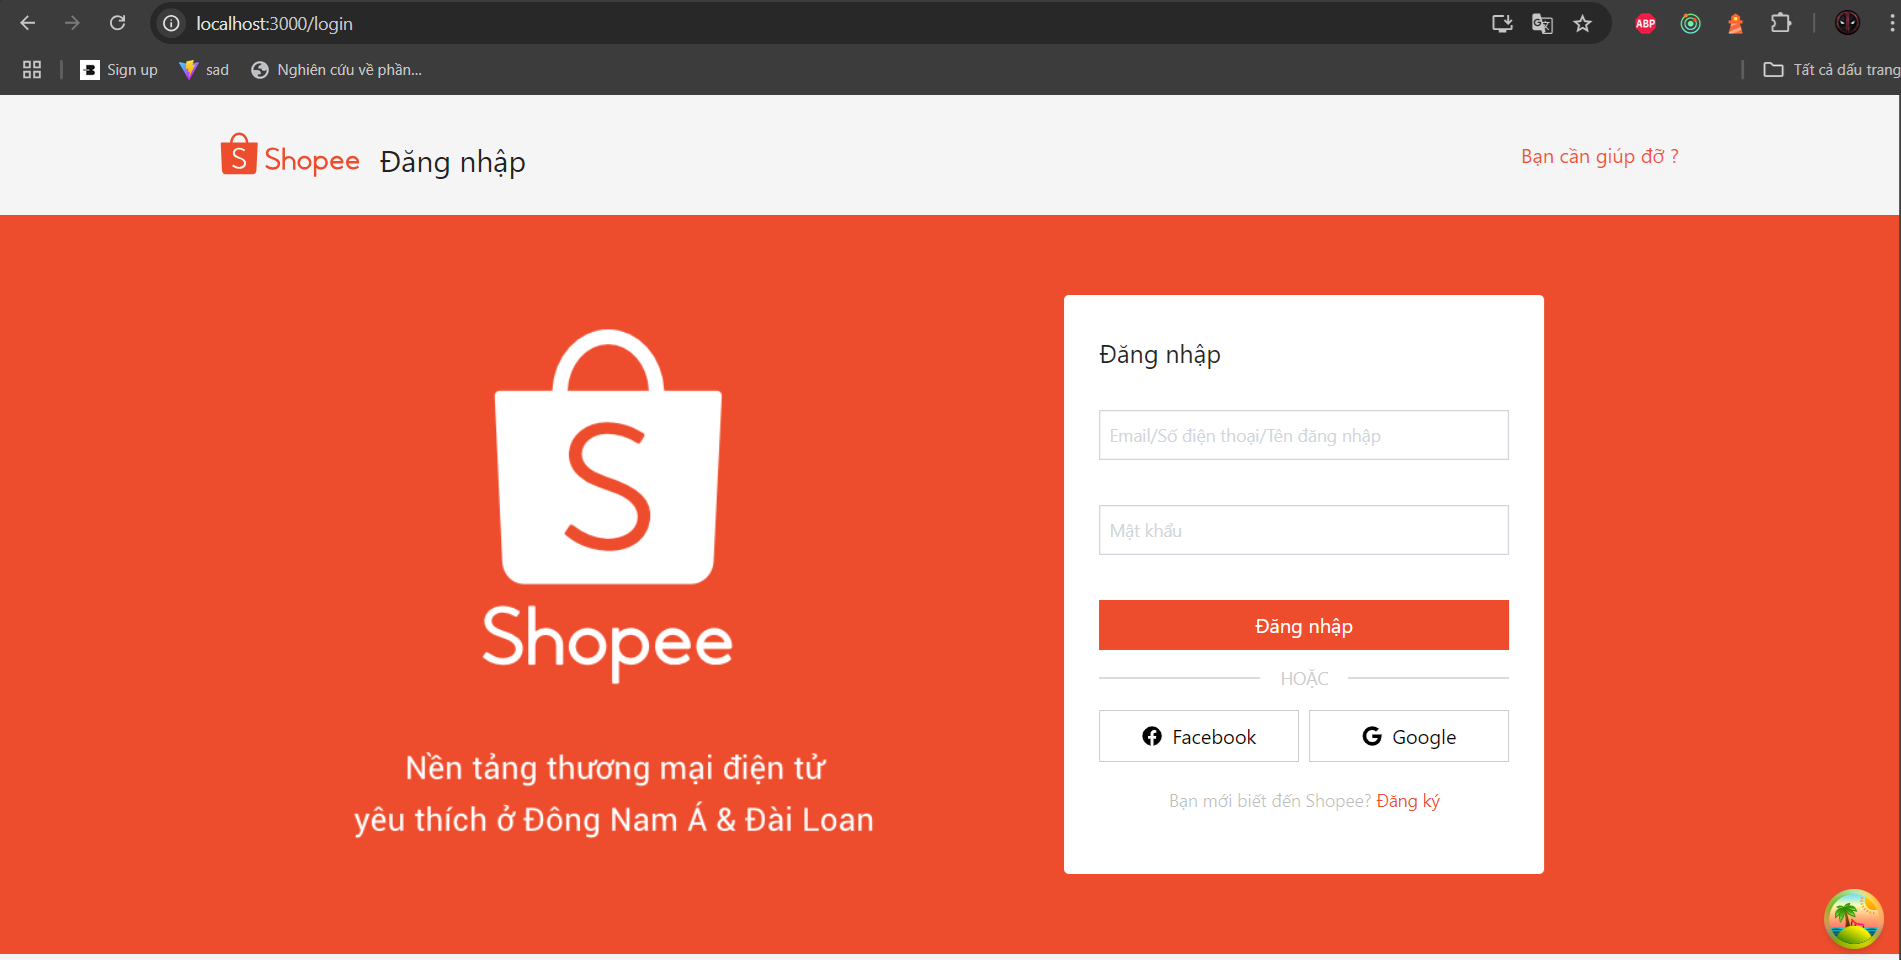 localhost:3000/login
ABP
Sign up
sad
Nghiên cứu về phần...
Tất cả dấu trang
S
Shopee
Đăng nhập
Bạn cần giúp đỡ ?
S
Shopee
Nền tảng thương mại điện tử
yêu thích ở Đông Nam Á & Đài Loan
Đăng nhập
Email/Số điện thoại/Tên đăng nhập
Mật khẩu
Đăng nhập
HOẶC
Facebook
Google
Bạn mới biết đến Shopee? Đăng ký